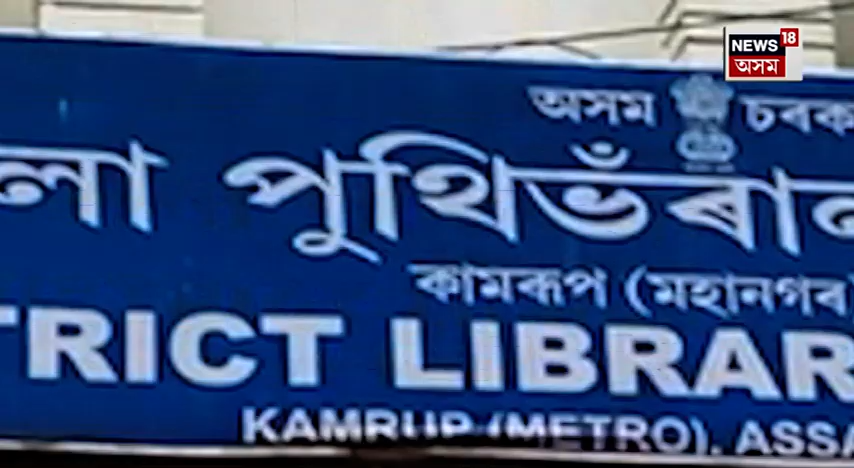 NEWS 18
অসম
অসম চৰক
লা পুথিভঁৰাল
কামৰূপ (মহানগৰ)
TRICT LIBRAR
KAMRUP (METRO), ASSA